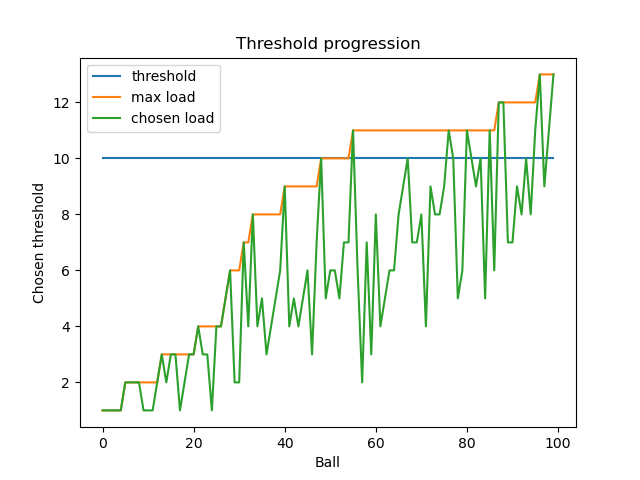 Threshold progression
threshold
max load
chosen load
Chosen threshold
12
10
8
6
4
2
0 20 40 60 80 100
Ball